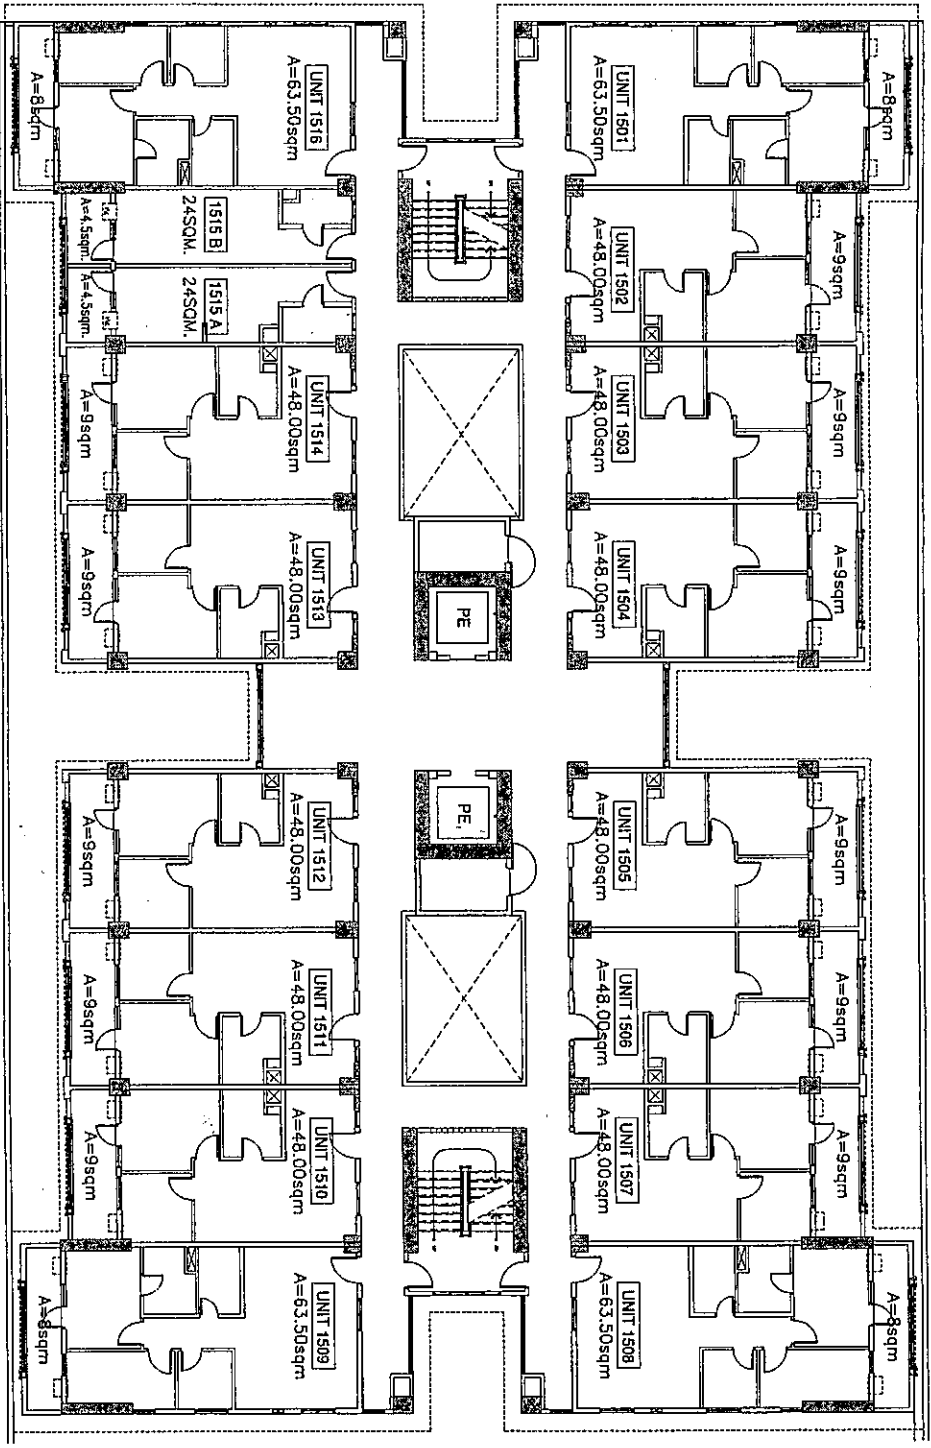 UNIT 1516
A=63.50sqm
A=8sqm
UNIT 1501
A=63.50sqm
A=8sqm
1515 B
24SQM.
A=4.5sqm.
1515 A
24SQM.
A=4.5sqm.
UNIT 1502
A=48.00sqm
A=9sqm
UNIT 1514
A=48.00sqm
A=9sqm
UNIT 1503
A=48.00sqm
A=9sqm
UNIT 1513
A=48.00sqm
A=9sqm
PE
UNIT 1504
A=48.00sqm
A=9sqm
UNIT 1512
A=48.00sqm
A=9sqm
PE
UNIT 1505
A=48.00sqm
A=9sqm
UNIT 1511
A=48.00sqm
A=9sqm
UNIT 1506
A=48.00sqm
A=9sqm
UNIT 1510
A=48.00sqm
A=9sqm
UNIT 1507
A=48.00sqm
A=9sqm
UNIT 1509
A=63.50sqm
A=8sqm
UNIT 1508
A=63.50sqm
A=8sqm